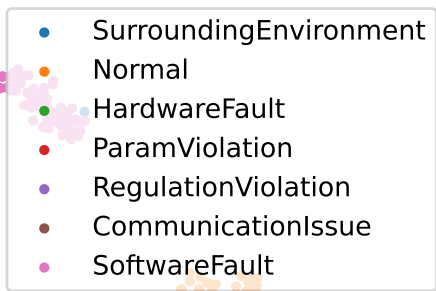 SurroundingEnvironment
Normal
HardwareFault
ParamViolation
RegulationViolation
CommunicationIssue
SoftwareFault